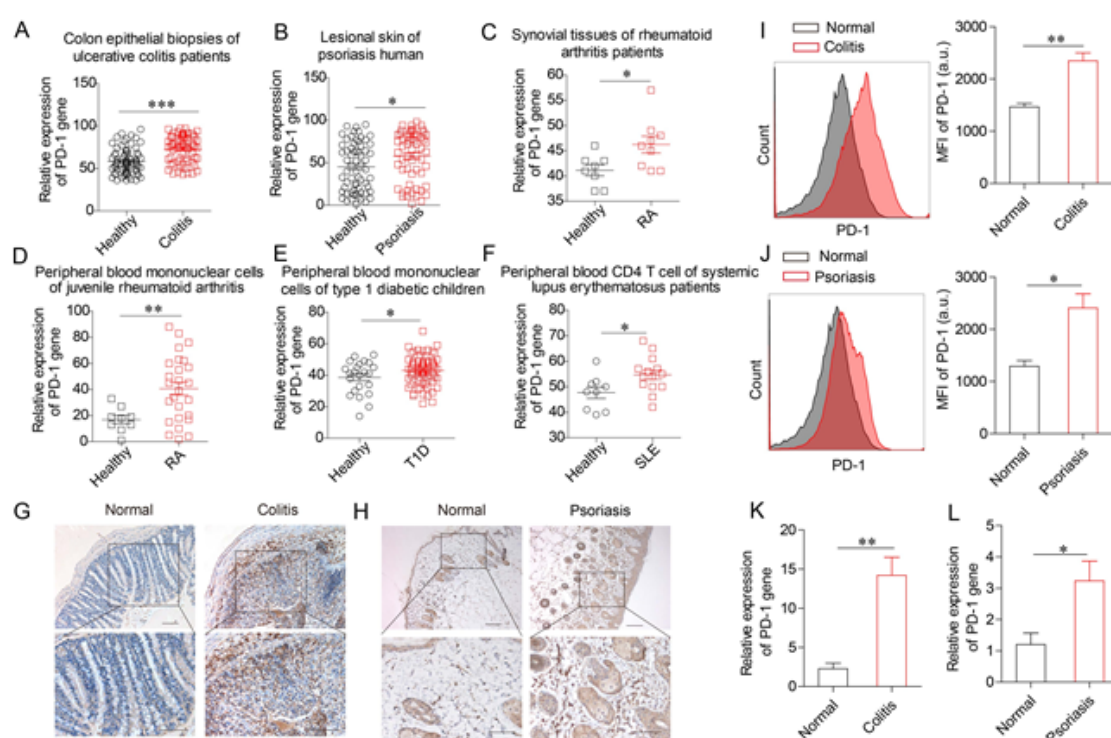 A
Colon epithelial biopsies of
ulcerative colitis patients
Relative expression
of PD-1 gene
150
100
50
0
***
Healthy
Colitis
B
Lesional skin of
psoriasis human
Relative expression
of PD-1 gene
150
100
50
0
*
Healthy
Psoriasis
C
Synovial tissues of rheumatoid
arthritis patients
Relative expression
of PD-1 gene
60
55
50
45
40
35
*
Healthy
RA
I
Normal
Colitis
Count
PD-1
MFI of PD-1 (a.u.)
3000
2000
1000
0
**
Normal
Colitis
D
Peripheral blood mononuclear cells
of juvenile rheumatoid arthritis
Relative expression
of PD-1 gene
100
80
60
40
20
0
**
Healthy
RA
E
Peripheral blood mononuclear
cells of type 1 diabetic children
Relative expression
of PD-1 gene
80
60
40
20
0
*
Healthy
T1D
F
Peripheral blood CD4 T cell of systemic
lupus erythematosus patients
Relative expression
of PD-1 gene
80
70
60
50
40
30
*
Healthy
SLE
J
Normal
Psoriasis
Count
PD-1
MFI of PD-1 (a.u.)
3000
2000
1000
0
*
Normal
Psoriasis
G
Normal
Colitis
H
Normal
Psoriasis
K
Relative expression
of PD-1 gene
20
15
10
5
0
**
Normal
Colitis
L
Relative expression
of PD-1 gene
5
4
3
2
1
0
*
Normal
Psoriasis